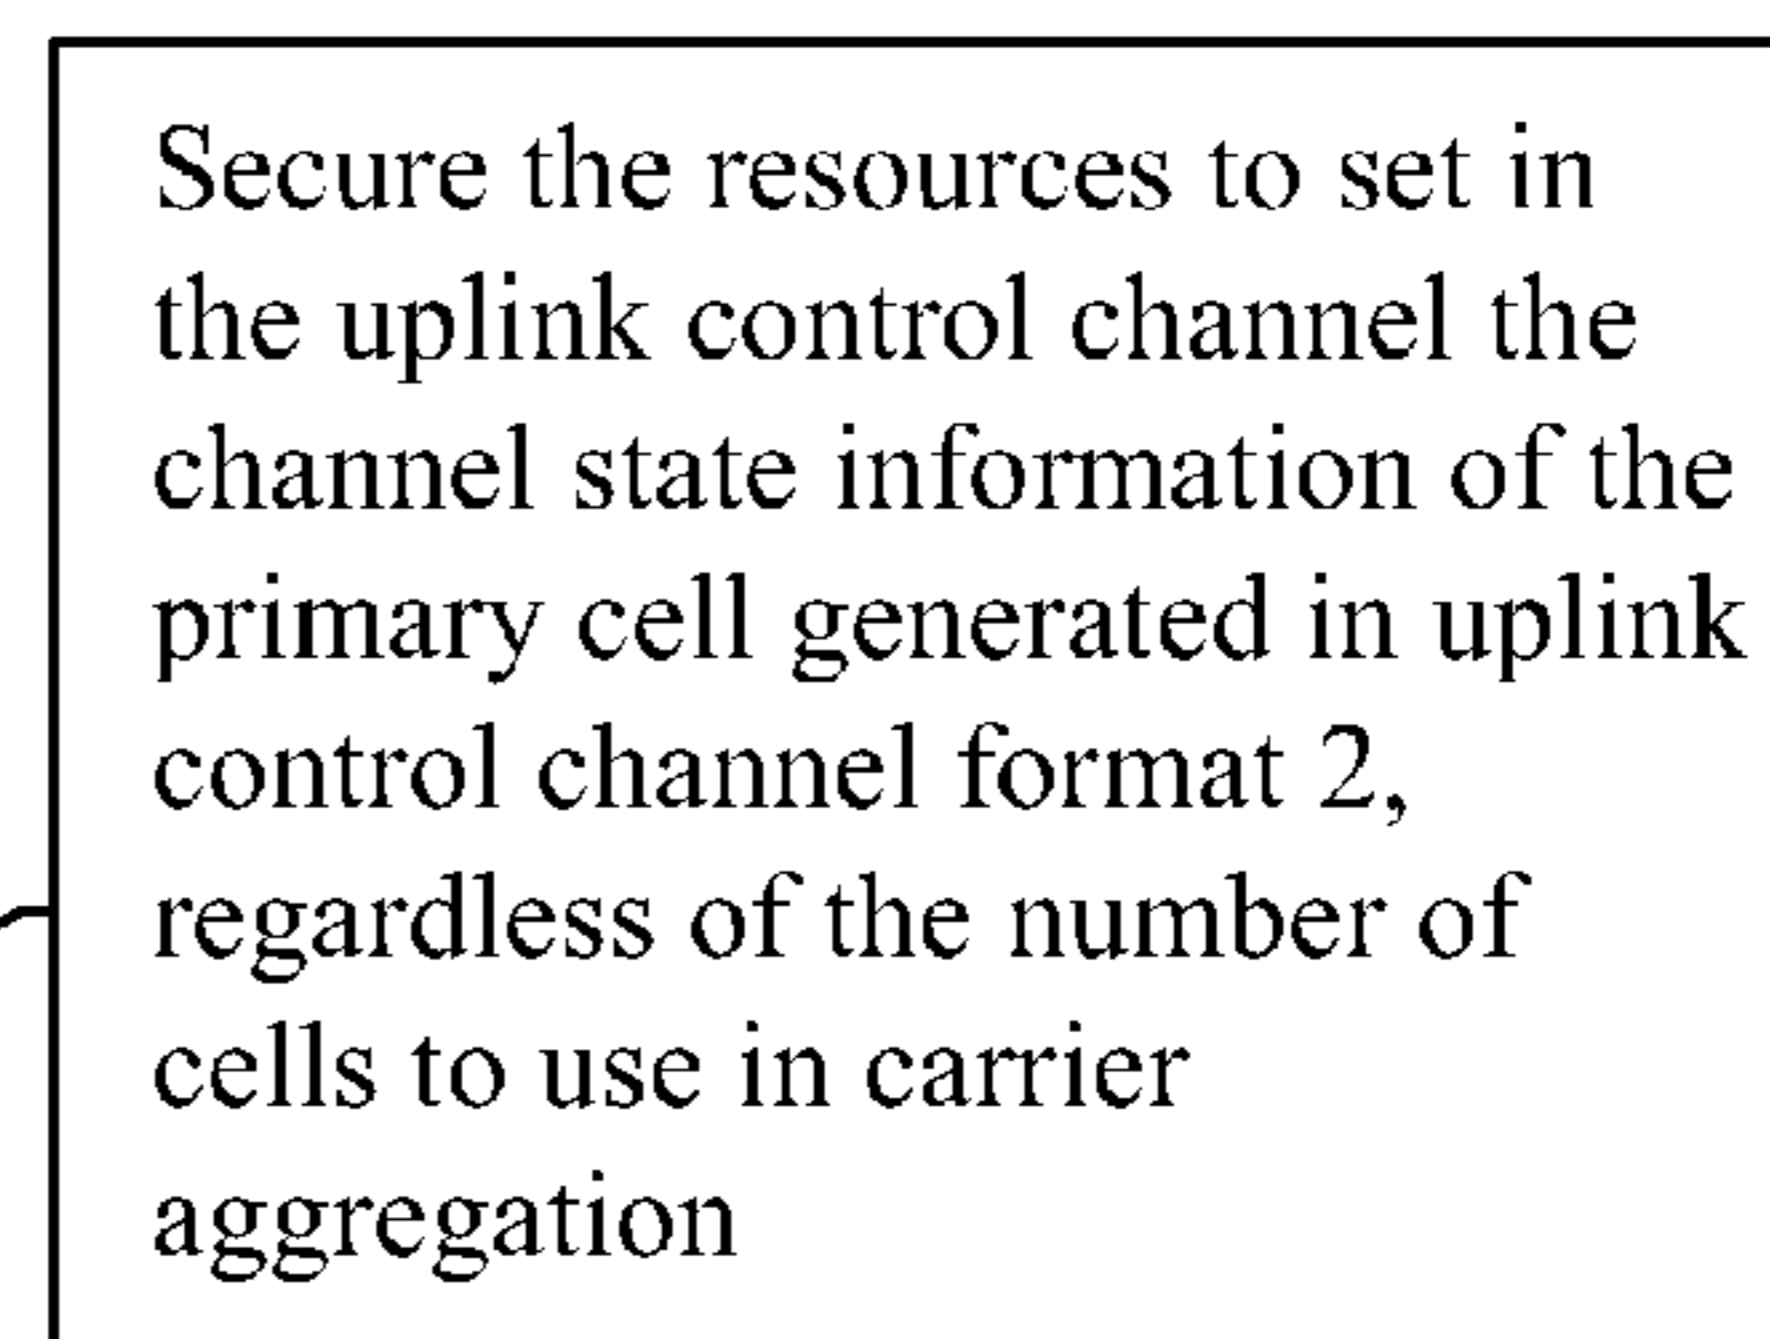 Secure the resources to set in
the uplink control channel the
channel state information of the
primary cell generated in uplink
control channel format 2,
regardless of the number of
cells to use in carrier
aggregation